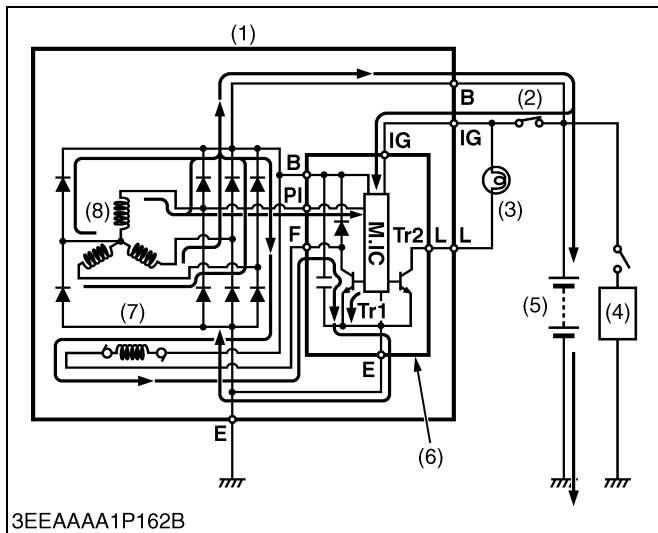 (1)
B
(2)
IG
IG
B
PI
(8)
M.IC
(3)
F
Tr2
L
L
(7)
Tr1
(5)
(4)
E
E
(6)
3EEAAAA1P162B